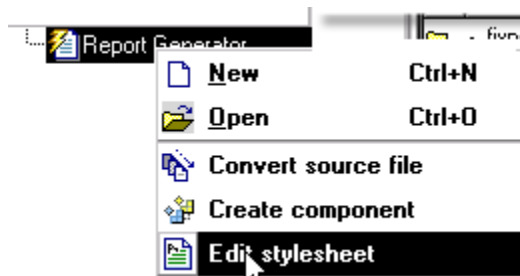 Report Generator
New Ctrl+N
Open Ctrl+O
Convert source file
Create component
Edit stylesheet